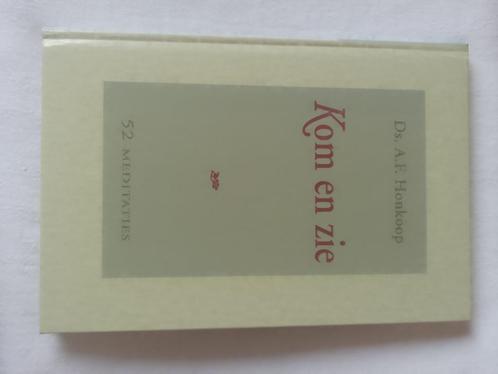 Ds. A.F. Honkoop
Kom en zie
52 MEDITATIES